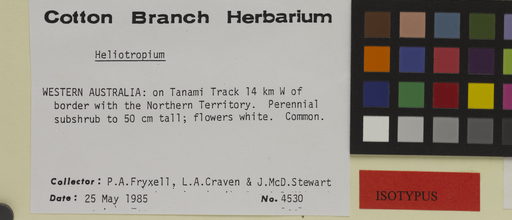 Cotton Branch Herbarium
Heliotropium
WESTERN AUSTRALIA: on Tanami Track 14 km W of
border with the Northern Territory. Perennial
subshrub to 50 cm tall; flowers white. Common.
Collector: P.A.Fryxell, L.A.Craven & J.McD.Stewart
Date: 25 May 1985 No. 4530
ISOTYPUS